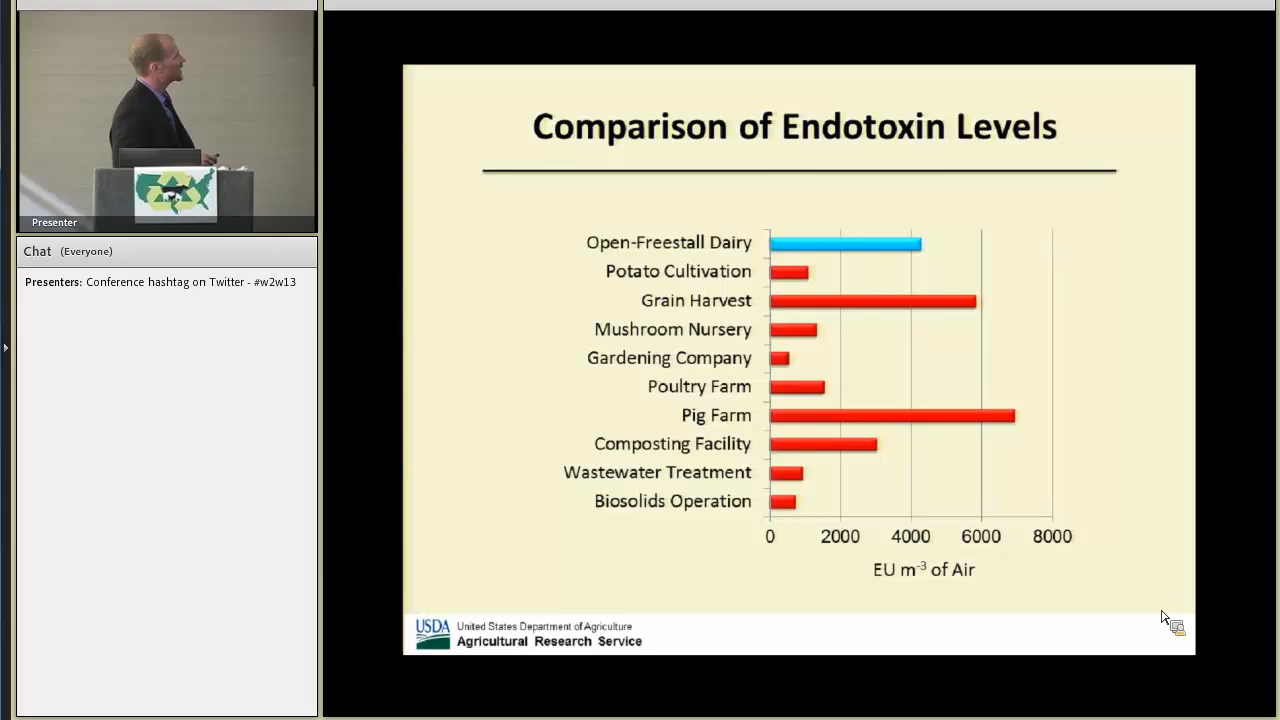 Presenter
Chat (Everyone)
Presenters: Conference hashtag on Twitter - #w2w13
Comparison of Endotoxin Levels
Open-Freestall Dairy
Potato Cultivation
Grain Harvest
Mushroom Nursery
Gardening Company
Poultry Farm
Pig Farm
Composting Facility
Wastewater Treatment
Biosolids Operation
0 2000 4000 6000 8000
EU m⁻³ of Air
USDA
United States Department of Agriculture
Agricultural Research Service